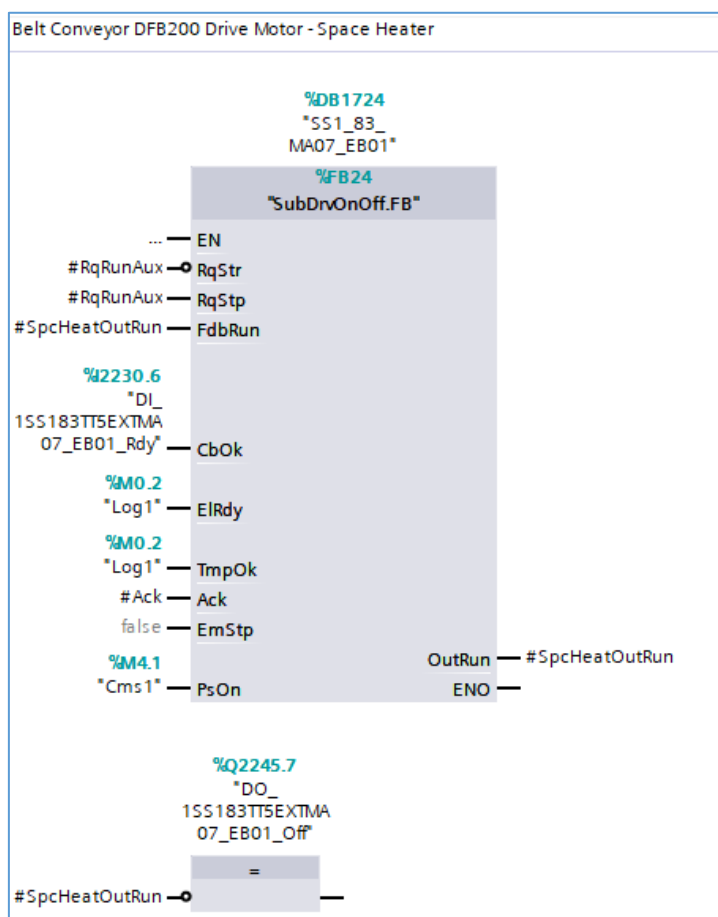 Belt Conveyor DFB200 Drive Motor - Space Heater
%DB1724
"SS1_83_
MA07_EB01"
%FB24
"SubDrvOnOff.FB"
... EN
#RqRunAux RqStr
#RqRunAux RqStp
#SpcHeatOutRun FdbRun
%I2230.6
"DI_
1SS183TT5EXTMA
07_EB01_Rdy" CbOk
%M0.2
"Log1" ElRdy
%M0.2
"Log1" TmpOk
#Ack Ack
false EmStp
OutRun #SpcHeatOutRun
%M4.1
"Cms1" PsOn
ENO
%Q2245.7
"DO_
1SS183TT5EXTMA
07_EB01_Off"
=
#SpcHeatOutRun